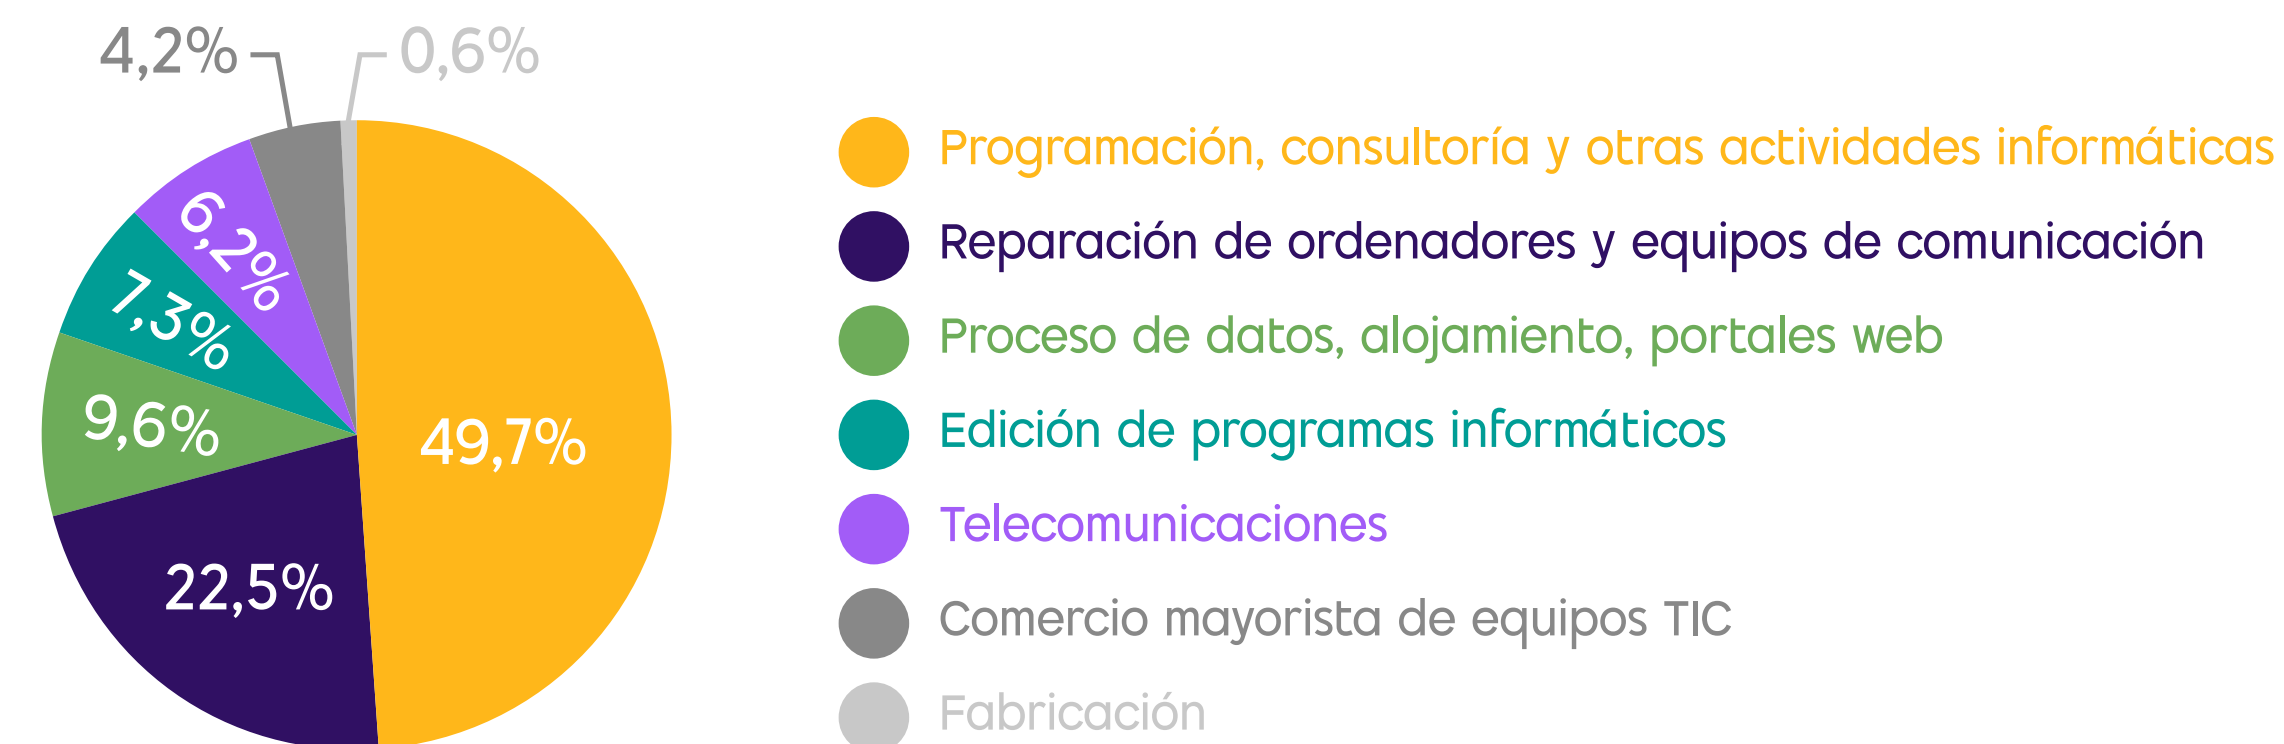 4,2%
0,6%
49,7%
22,5%
9,6%
7,3%
6,2%
Programación, consultoría y otras actividades informáticas
Reparación de ordenadores y equipos de comunicación
Proceso de datos, alojamiento, portales web
Edición de programas informáticos
Telecomunicaciones
Comercio mayorista de equipos TIC
Fabricación